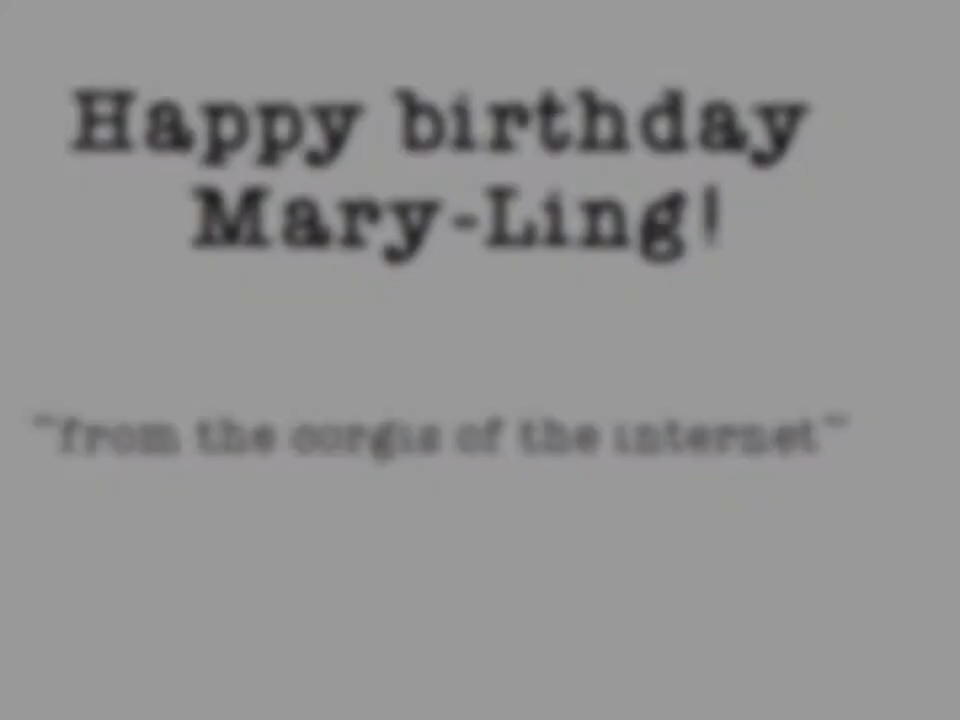 Happy birthday
Mary-Ling!
~from the corgis of the internet~